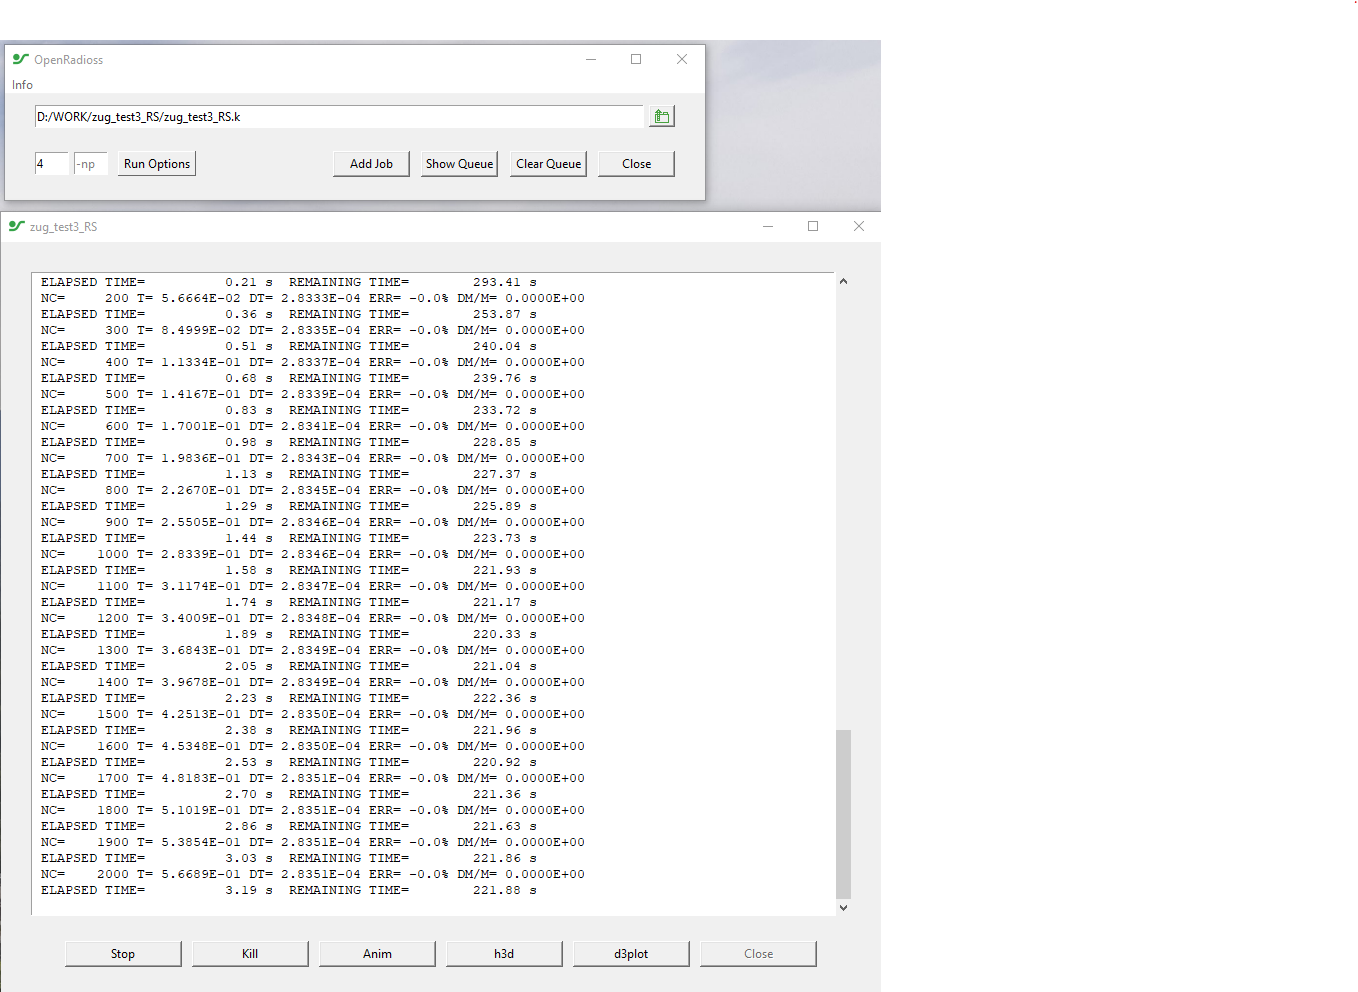 OpenRadioss
Info
D:/WORK/zug_test3_RS/zug_test3_RS.k
4 -np Run Options Add Job Show Queue Clear Queue Close
zug_test3_RS
ELAPSED TIME= 0.21 s REMAINING TIME= 293.41 s
NC= 200 T= 5.6664E-02 DT= 2.8333E-04 ERR= -0.0% DM/M= 0.0000E+00
ELAPSED TIME= 0.36 s REMAINING TIME= 253.87 s
NC= 300 T= 8.4999E-02 DT= 2.8335E-04 ERR= -0.0% DM/M= 0.0000E+00
ELAPSED TIME= 0.51 s REMAINING TIME= 240.04 s
NC= 400 T= 1.1334E-01 DT= 2.8337E-04 ERR= -0.0% DM/M= 0.0000E+00
ELAPSED TIME= 0.68 s REMAINING TIME= 239.76 s
NC= 500 T= 1.4167E-01 DT= 2.8339E-04 ERR= -0.0% DM/M= 0.0000E+00
ELAPSED TIME= 0.83 s REMAINING TIME= 233.72 s
NC= 600 T= 1.7001E-01 DT= 2.8341E-04 ERR= -0.0% DM/M= 0.0000E+00
ELAPSED TIME= 0.98 s REMAINING TIME= 228.85 s
NC= 700 T= 1.9836E-01 DT= 2.8343E-04 ERR= -0.0% DM/M= 0.0000E+00
ELAPSED TIME= 1.13 s REMAINING TIME= 227.37 s
NC= 800 T= 2.2670E-01 DT= 2.8345E-04 ERR= -0.0% DM/M= 0.0000E+00
ELAPSED TIME= 1.29 s REMAINING TIME= 225.89 s
NC= 900 T= 2.5505E-01 DT= 2.8346E-04 ERR= -0.0% DM/M= 0.0000E+00
ELAPSED TIME= 1.44 s REMAINING TIME= 223.73 s
NC= 1000 T= 2.8339E-01 DT= 2.8346E-04 ERR= -0.0% DM/M= 0.0000E+00
ELAPSED TIME= 1.58 s REMAINING TIME= 221.93 s
NC= 1100 T= 3.1174E-01 DT= 2.8347E-04 ERR= -0.0% DM/M= 0.0000E+00
ELAPSED TIME= 1.74 s REMAINING TIME= 221.17 s
NC= 1200 T= 3.4009E-01 DT= 2.8348E-04 ERR= -0.0% DM/M= 0.0000E+00
ELAPSED TIME= 1.89 s REMAINING TIME= 220.33 s
NC= 1300 T= 3.6843E-01 DT= 2.8349E-04 ERR= -0.0% DM/M= 0.0000E+00
ELAPSED TIME= 2.05 s REMAINING TIME= 221.04 s
NC= 1400 T= 3.9678E-01 DT= 2.8349E-04 ERR= -0.0% DM/M= 0.0000E+00
ELAPSED TIME= 2.23 s REMAINING TIME= 222.36 s
NC= 1500 T= 4.2513E-01 DT= 2.8350E-04 ERR= -0.0% DM/M= 0.0000E+00
ELAPSED TIME= 2.38 s REMAINING TIME= 221.96 s
NC= 1600 T= 4.5348E-01 DT= 2.8350E-04 ERR= -0.0% DM/M= 0.0000E+00
ELAPSED TIME= 2.53 s REMAINING TIME= 220.92 s
NC= 1700 T= 4.8183E-01 DT= 2.8351E-04 ERR= -0.0% DM/M= 0.0000E+00
ELAPSED TIME= 2.70 s REMAINING TIME= 221.36 s
NC= 1800 T= 5.1019E-01 DT= 2.8351E-04 ERR= -0.0% DM/M= 0.0000E+00
ELAPSED TIME= 2.86 s REMAINING TIME= 221.63 s
NC= 1900 T= 5.3854E-01 DT= 2.8351E-04 ERR= -0.0% DM/M= 0.0000E+00
ELAPSED TIME= 3.03 s REMAINING TIME= 221.86 s
NC= 2000 T= 5.6689E-01 DT= 2.8351E-04 ERR= -0.0% DM/M= 0.0000E+00
ELAPSED TIME= 3.19 s REMAINING TIME= 221.88 s
Stop Kill Anim h3d d3plot Close